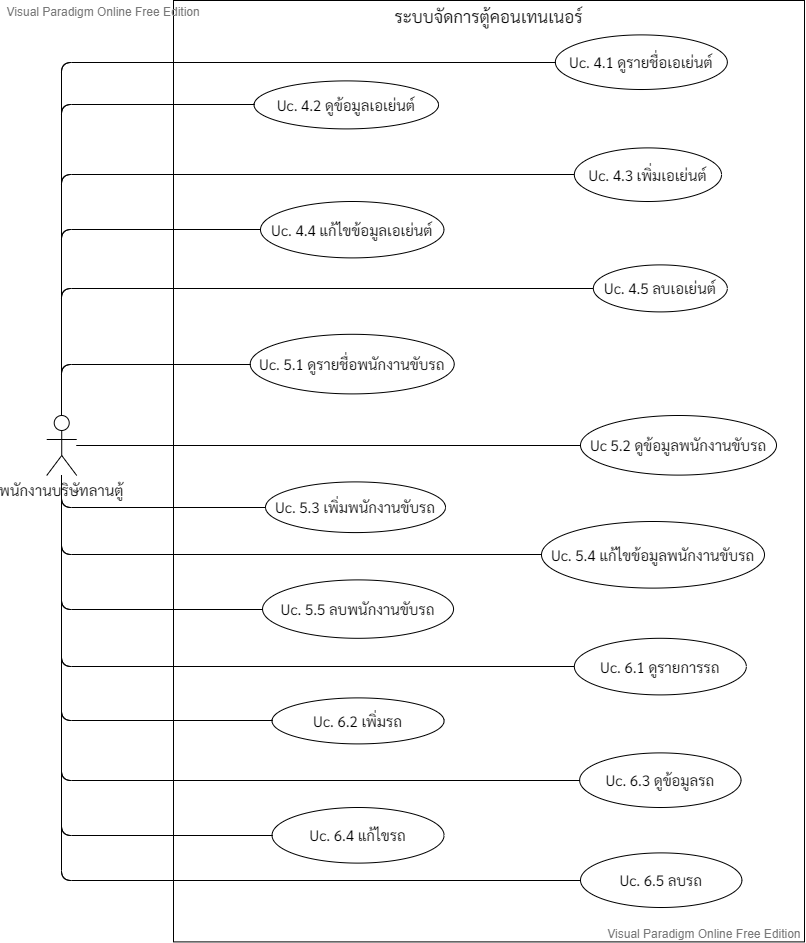 Visual Paradigm Online Free Edition
ระบบจัดการตู้คอนเทนเนอร์
Uc. 4.1 ดูรายชื่อเอเย่นต์
Uc. 4.2 ดูข้อมูลเอเย่นต์
Uc. 4.3 เพิ่มเอเย่นต์
Uc. 4.4 แก้ไขข้อมูลเอเย่นต์
Uc. 4.5 ลบเอเย่นต์
Uc. 5.1 ดูรายชื่อพนักงานขับรถ
Uc 5.2 ดูข้อมูลพนักงานขับรถ
พนักงานบริษัทลานตู้
Uc. 5.3 เพิ่มพนักงานขับรถ
Uc. 5.4 แก้ไขข้อมูลพนักงานขับรถ
Uc. 5.5 ลบพนักงานขับรถ
Uc. 6.1 ดูรายการรถ
Uc. 6.2 เพิ่มรถ
Uc. 6.3 ดูข้อมูลรถ
Uc. 6.4 แก้ไขรถ
Uc. 6.5 ลบรถ
Visual Paradigm Online Free Edition